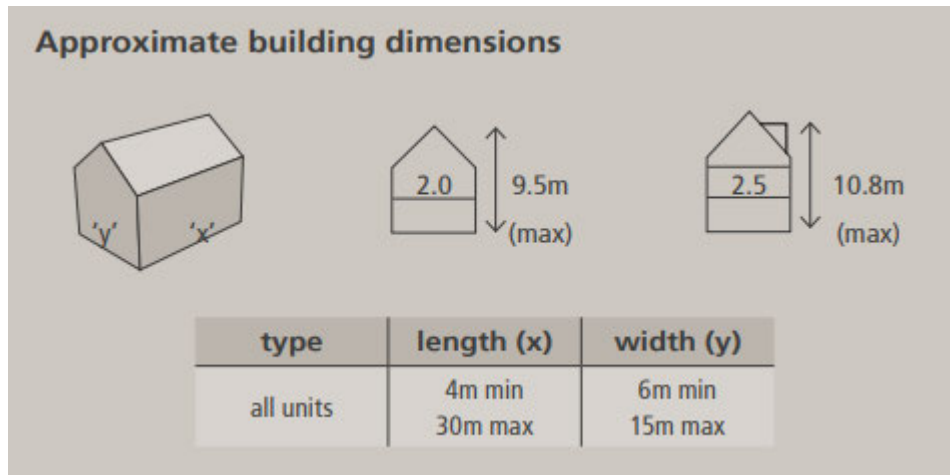 Approximate building dimensions
'y' 'x'
2.0 9.5m
(max)
2.5 10.8m
(max)
type length (x) width (y)
all units 4m min 6m min
30m max 15m max